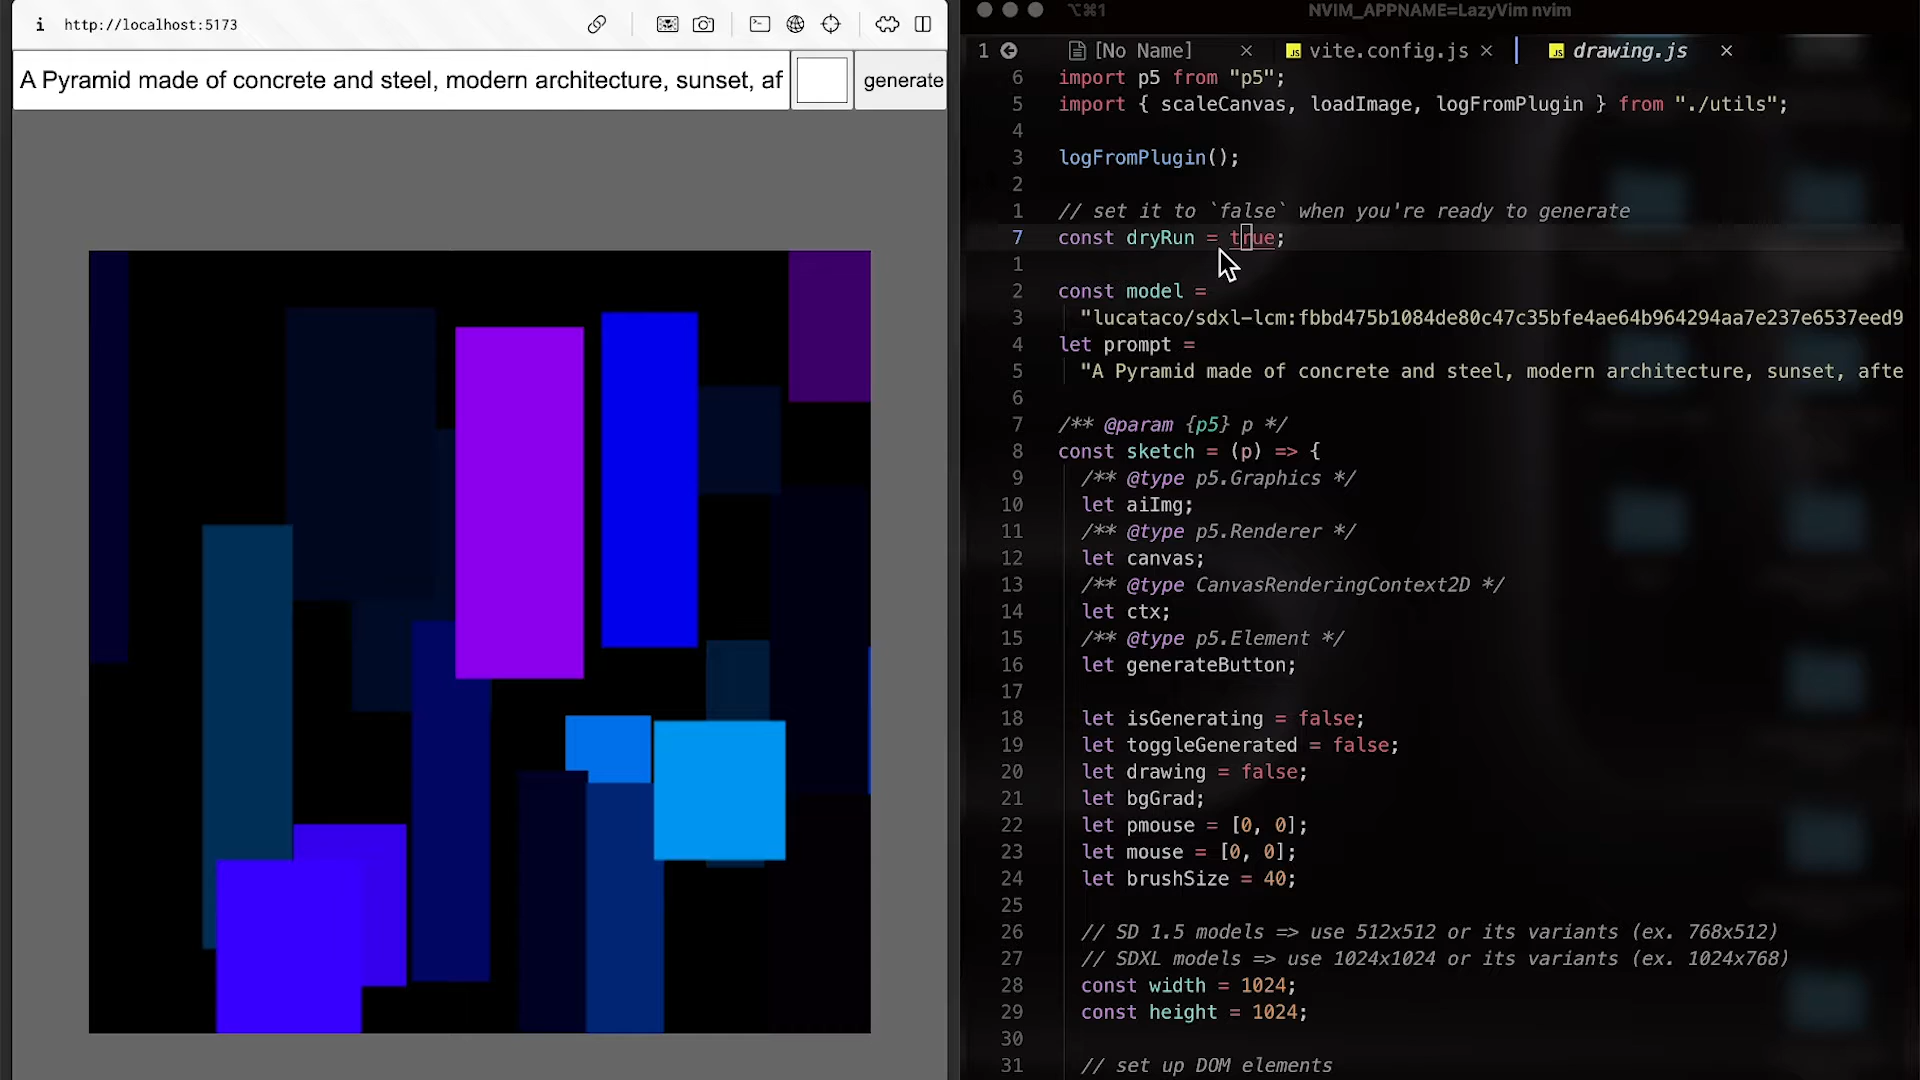 i http://localhost:5173
A Pyramid made of concrete and steel, modern architecture, sunset, af
generate
⌥⌘1 NVIM_APPNAME=LazyVim nvim
1 [No Name] × JS vite.config.js × JS drawing.js ×
6 import p5 from "p5";
5 import { scaleCanvas, loadImage, logFromPlugin } from "./utils";
4
3 logFromPlugin();
2
1 // set it to `false` when you're ready to generate
7 const dryRun = true;
1
2 const model =
3 "lucataco/sdxl-lcm:fbbd475b1084de80c47c35bfe4ae64b964294aa7e237e6537eed9
4 let prompt =
5 "A Pyramid made of concrete and steel, modern architecture, sunset, afte
6
7 /** @param {p5} p */
8 const sketch = (p) => {
9 /** @type p5.Graphics */
10 let aiImg;
11 /** @type p5.Renderer */
12 let canvas;
13 /** @type CanvasRenderingContext2D */
14 let ctx;
15 /** @type p5.Element */
16 let generateButton;
17
18 let isGenerating = false;
19 let toggleGenerated = false;
20 let drawing = false;
21 let bgGrad;
22 let pmouse = [0, 0];
23 let mouse = [0, 0];
24 let brushSize = 40;
25
26 // SD 1.5 models => use 512x512 or its variants (ex. 768x512)
27 // SDXL models => use 1024x1024 or its variants (ex. 1024x768)
28 const width = 1024;
29 const height = 1024;
30
31 // set up DOM elements